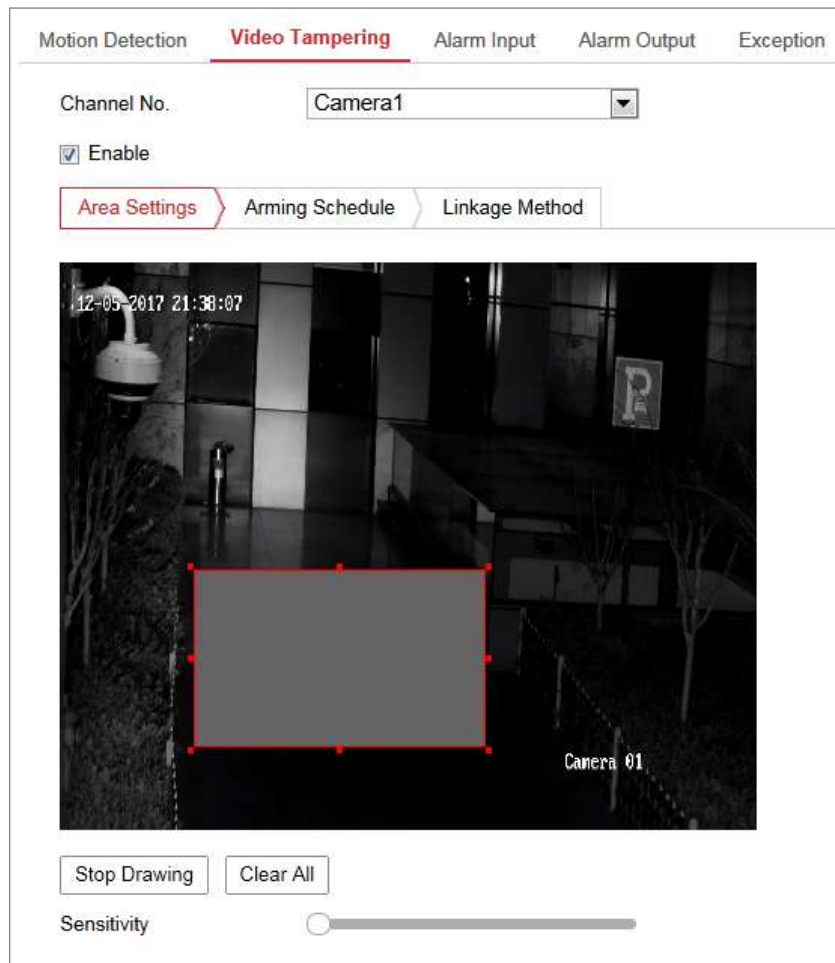 Motion Detection Video Tampering Alarm Input Alarm Output Exception
Channel No. Camera1
Enable
Area Settings Arming Schedule Linkage Method
12-05-2017 21:38:07
P
Camera 01
Stop Drawing Clear All
Sensitivity